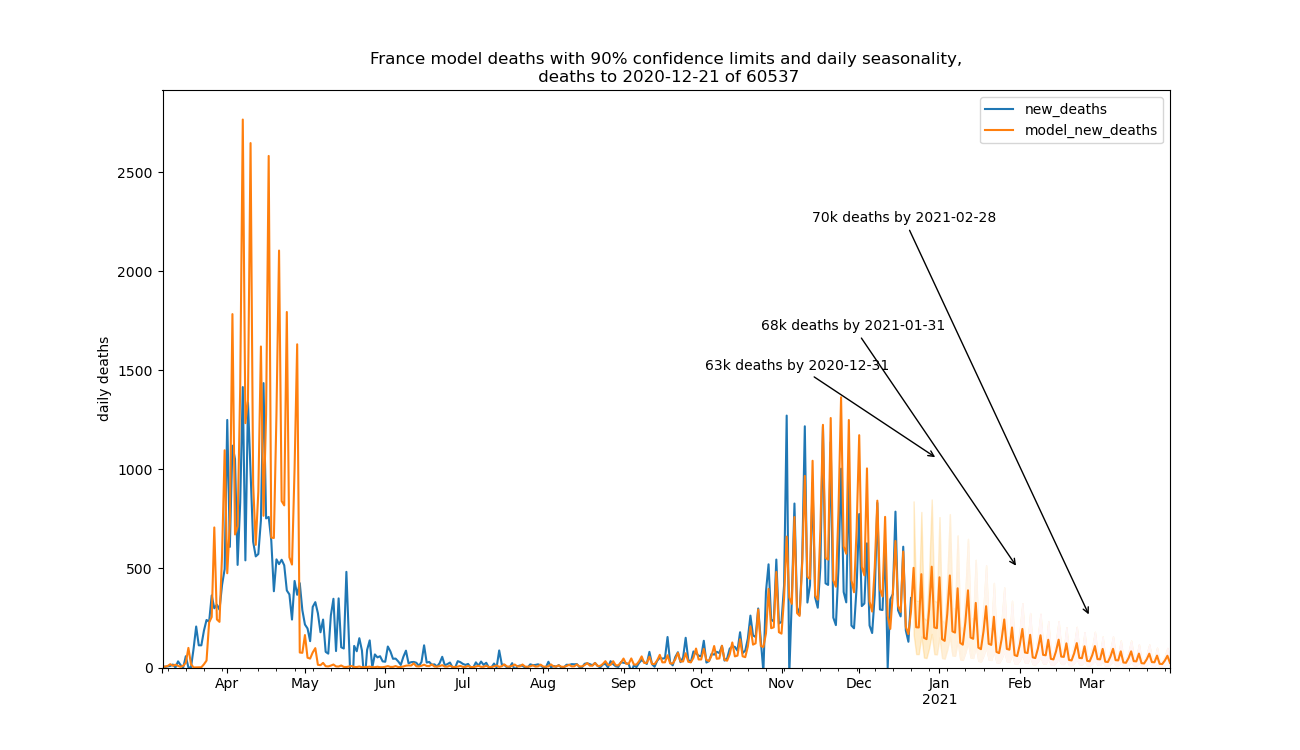 France model deaths with 90% confidence limits and daily seasonality,
deaths to 2020-12-21 of 60537
new_deaths
model_new_deaths
70k deaths by 2021-02-28
68k deaths by 2021-01-31
63k deaths by 2020-12-31
daily deaths
2500
2000
1500
1000
500
0
Apr May Jun Jul Aug Sep Oct Nov Dec Jan Feb Mar
2021